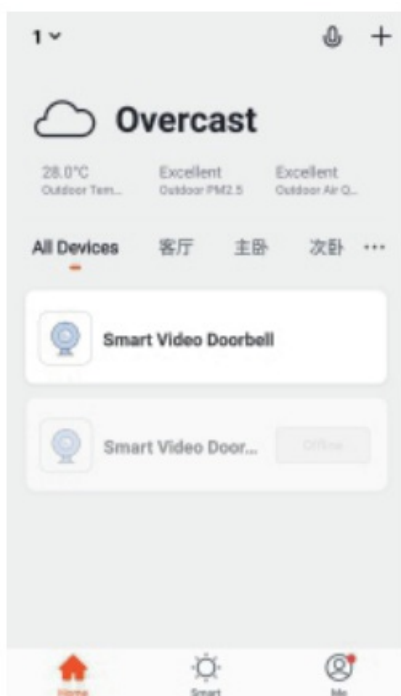 1
Overcast
28.0°C Excellent Excellent
Outdoor Tem... Outdoor PM2.5 Outdoor Air Q...
All Devices 客厅 主卧 次卧 ...
Smart Video Doorbell
Smart Video Door... Offline
Home Smart Me